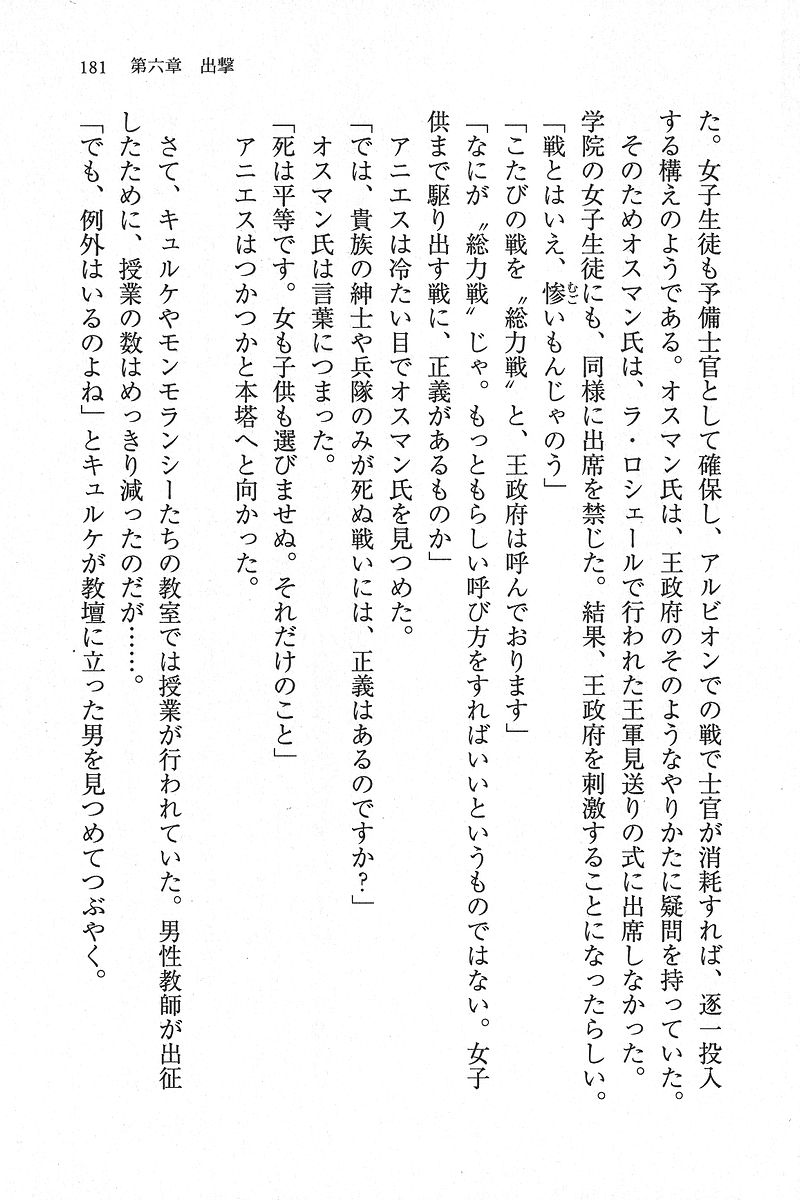 181　第六章　出撃
た。女子生徒も予備士官として確保し、アルビオンでの戦で士官が消耗すれば、逐一投入
する構えのようである。オスマン氏は、王政府のそのようなやりかたに疑問を持っていた。
　そのためオスマン氏は、ラ・ロシェールで行われた王軍見送りの式に出席しなかった。
学院の女子生徒にも、同様に出席を禁じた。結果、王政府を刺激することになったらしい。
「戦とはいえ、惨いもんじゃのう」
むご
「こたびの戦を〝総力戦〟と、王政府は呼んでおります」
「なにが〝総力戦〟じゃ。もっともらしい呼び方をすればいいというものではない。女子
供まで駆り出す戦に、正義があるものか」
　アニエスは冷たい目でオスマン氏を見つめた。
「では、貴族の紳士や兵隊のみが死ぬ戦いには、正義はあるのですか？」
　オスマン氏は言葉につまった。
「死は平等です。女も子供も選びませぬ。それだけのこと」
　アニエスはつかつかと本塔へと向かった。
　さて、キュルケやモンモランシーたちの教室では授業が行われていた。男性教師が出征
したために、授業の数はめっきり減ったのだが……。
「でも、例外はいるのよね」とキュルケが教壇に立った男を見つめてつぶやく。